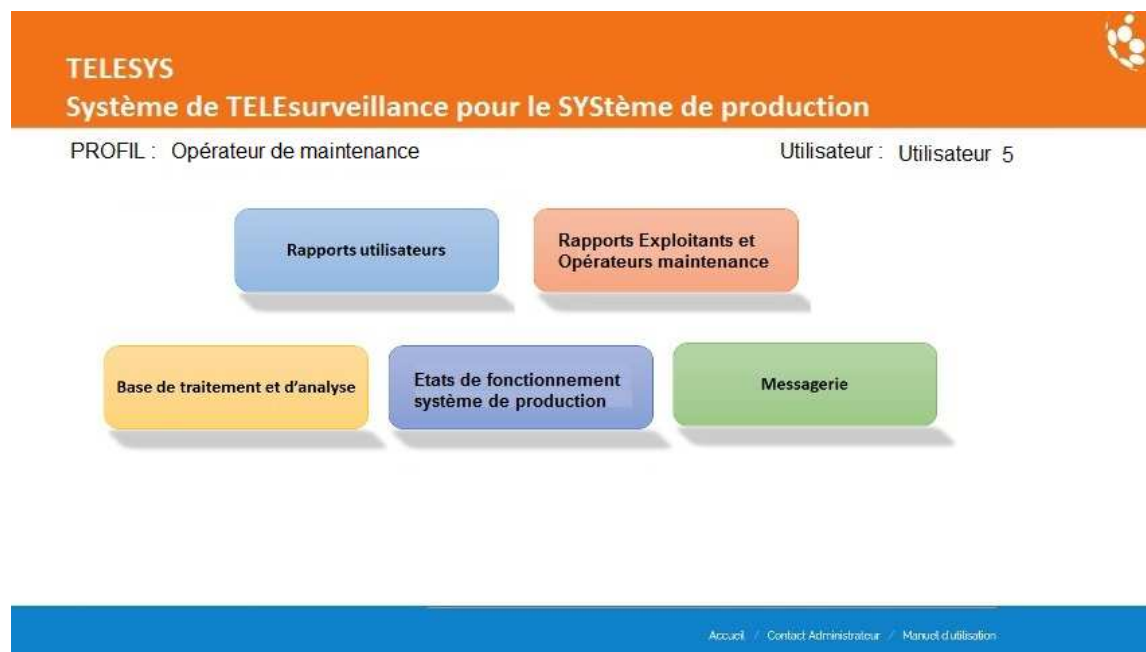 TELESYS
Système de TELEsurveillance pour le SYStème de production
PROFIL : Opérateur de maintenance
Utilisateur : Utilisateur 5
Rapports utilisateurs
Rapports Exploitants et
Opérateurs maintenance
Base de traitement et d'analyse
Etats de fonctionnement
système de production
Messagerie
Accueil / Contact Administrateur / Manuel d'utilisation